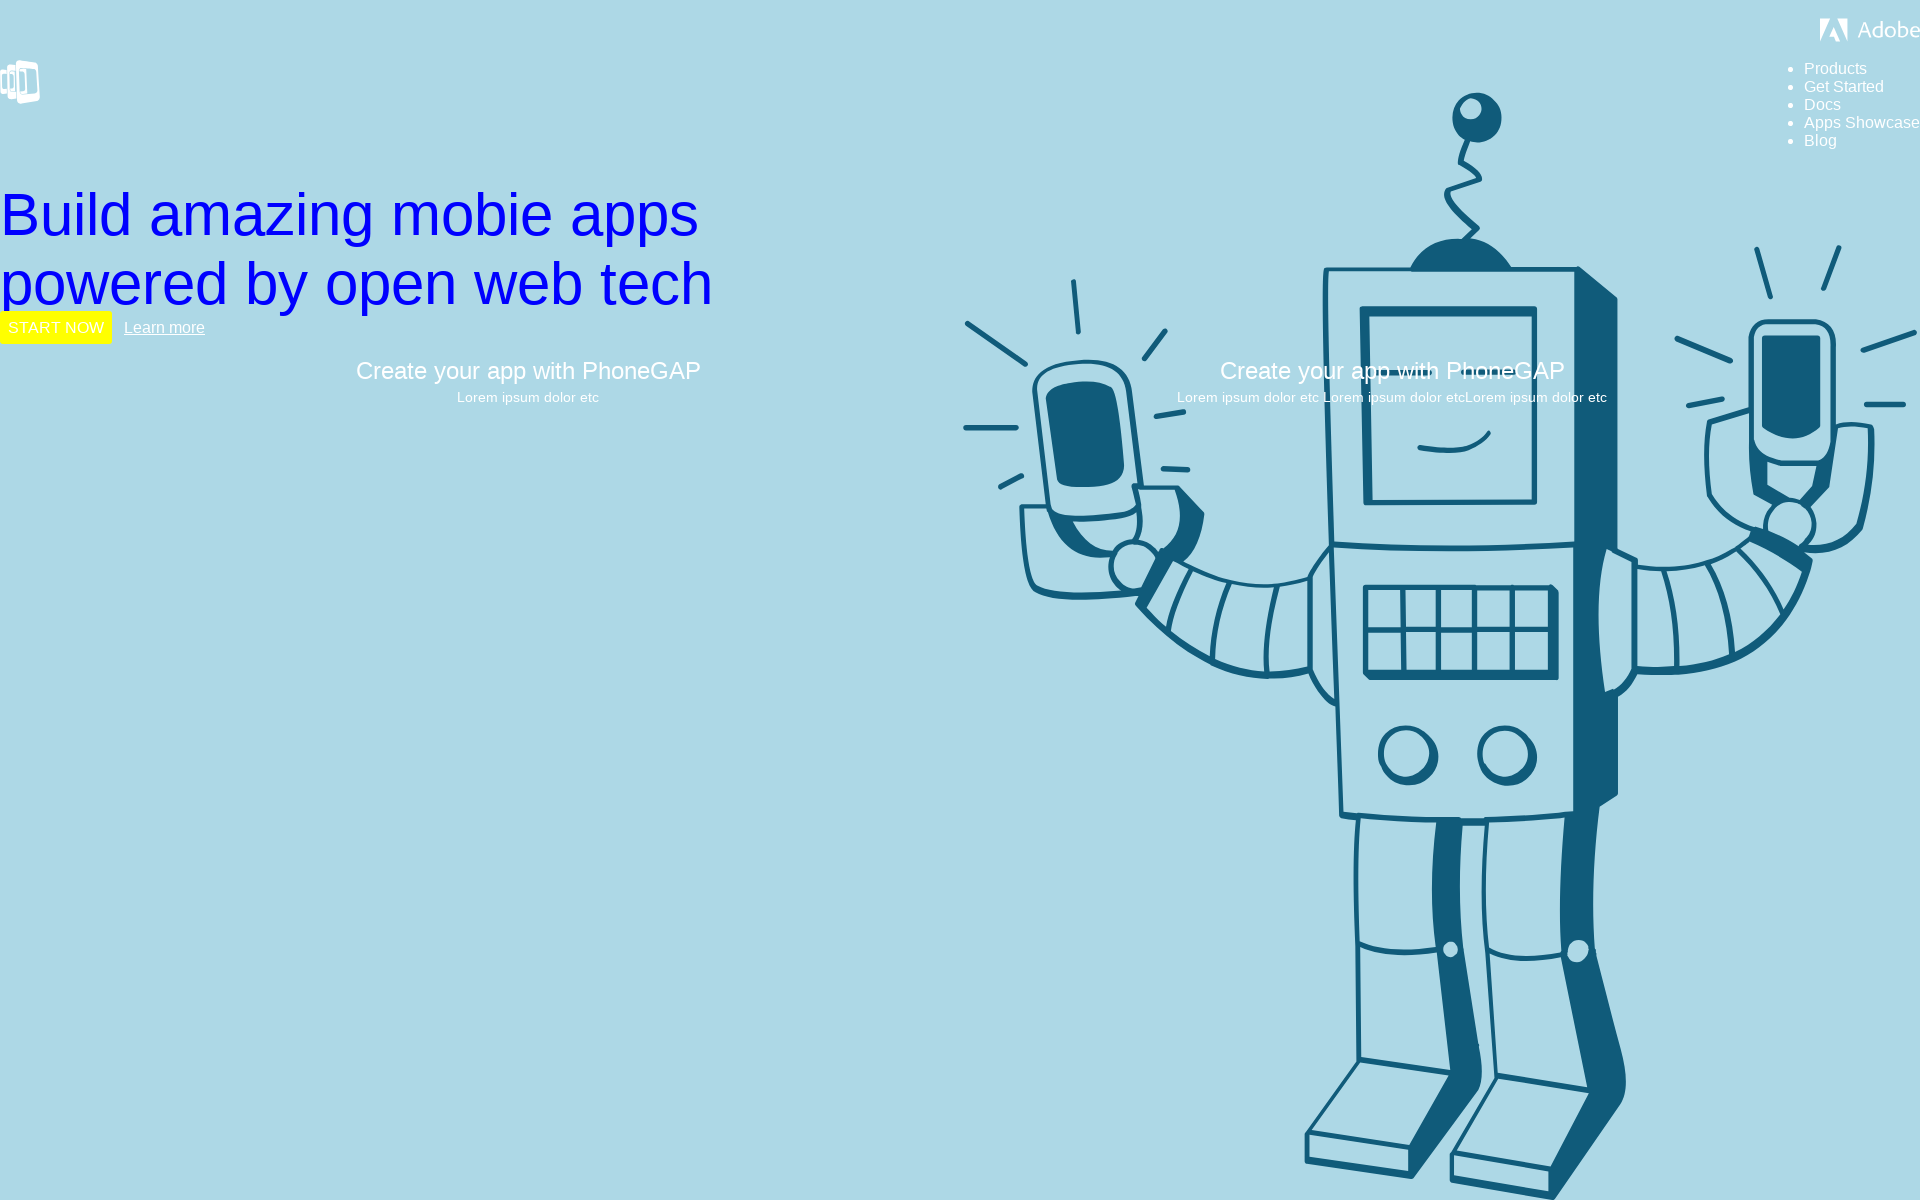 Adobe
Products
Get Started
Docs
Apps Showcase
Blog
Build amazing mobie apps
powered by open web tech
START NOW Learn more
Create your app with PhoneGAP
Lorem ipsum dolor etc
Create your app with PhoneGAP
Lorem ipsum dolor etc Lorem ipsum dolor etcLorem ipsum dolor etc